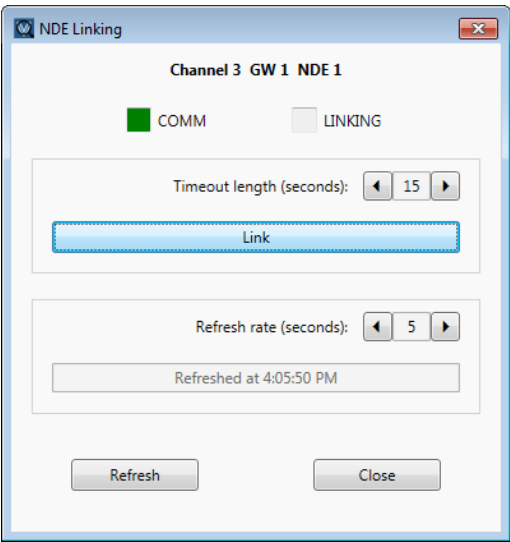 NDE Linking
Channel 3 GW 1 NDE 1
COMM LINKING
Timeout length (seconds): 15
Link
Refresh rate (seconds): 5
Refreshed at 4:05:50 PM
Refresh Close